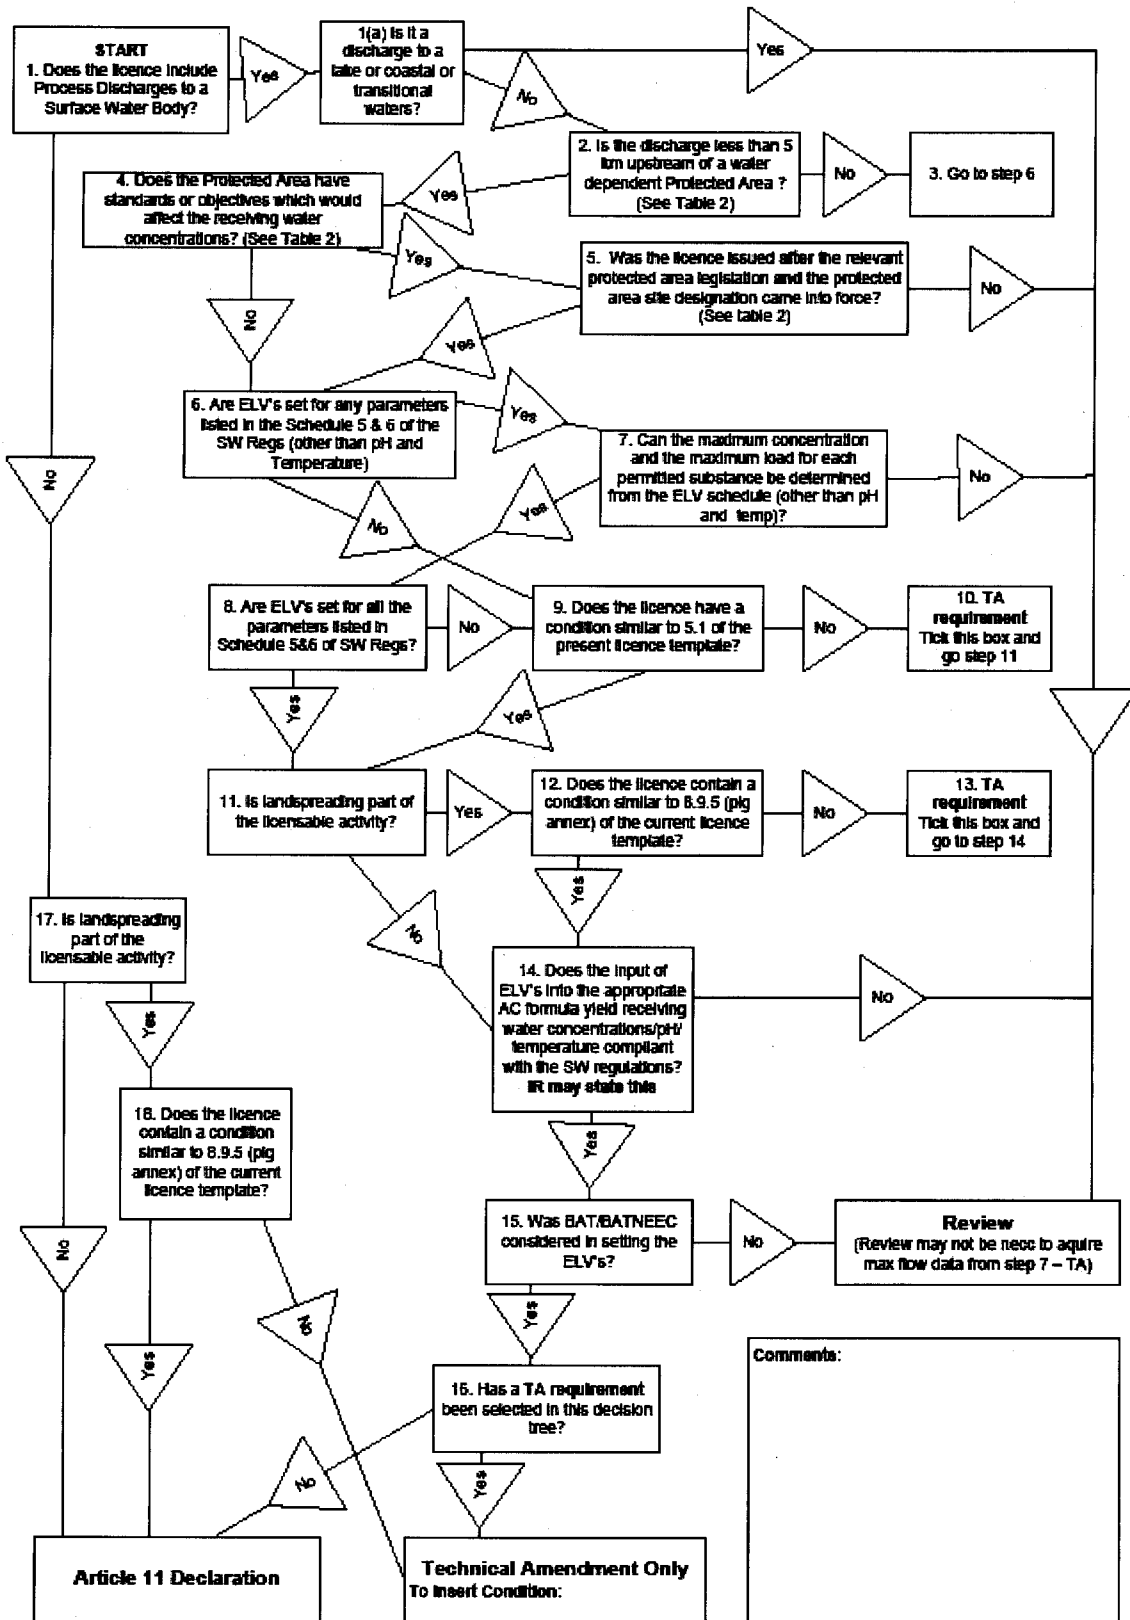 START
1. Does the licence include
Process Discharges to a
Surface Water Body?
Yes
1(a) Is it a
discharge to a
lake or coastal or
transitional
waters?
Yes
No
2. Is the discharge less than 5
km upstream of a water
dependent Protected Area ?
(See Table 2)
No
3. Go to step 6
Yes
4. Does the Protected Area have
standards or objectives which would
affect the receiving water
concentrations? (See Table 2)
Yes
No
5. Was the licence issued after the relevant
protected area legislation and the protected
area site designation came into force?
(See table 2)
No
Yes
6. Are ELV's set for any parameters
listed in the Schedule 5 & 6 of the
SW Regs (other than pH and
Temperature)
Yes
No
7. Can the maximum concentration
and the maximum load for each
permitted substance be determined
from the ELV schedule (other than pH
and temp)?
No
Yes
No
8. Are ELV's set for all the
parameters listed in
Schedule 5&6 of SW Regs?
No
9. Does the licence have a
condition similar to 5.1 of the
present licence template?
No
10. TA
requirement
Tick this box and
go step 11
Yes
Yes
11. Is landspreading part of
the licensable activity?
Yes
12. Does the licence contain a
condition similar to 8.9.5 (pig
annex) of the current licence
template?
No
13. TA
requirement
Tick this box and
go to step 14
Yes
No
17. Is landspreading
part of the
licensable activity?
14. Does the input of
ELV's into the appropitate
AC formula yield receiving
water concentrations/pH/
temperature compliant
with the SW regulations?
IR may state this
No
Yes
Yes
18. Does the licence
contain a condition
similar to 8.9.5 (pig
annex) of the current
licence template?
15. Was BAT/BATNEEC
considered in setting the
ELV's?
No
Review
(Review may not be necc to aquire
max flow data from step 7 – TA)
No
Yes
No
Yes
16. Has a TA requirement
been selected in this decision
tree?
No
Yes
Comments:
Article 11 Declaration
Technical Amendment Only
To Insert Condition: